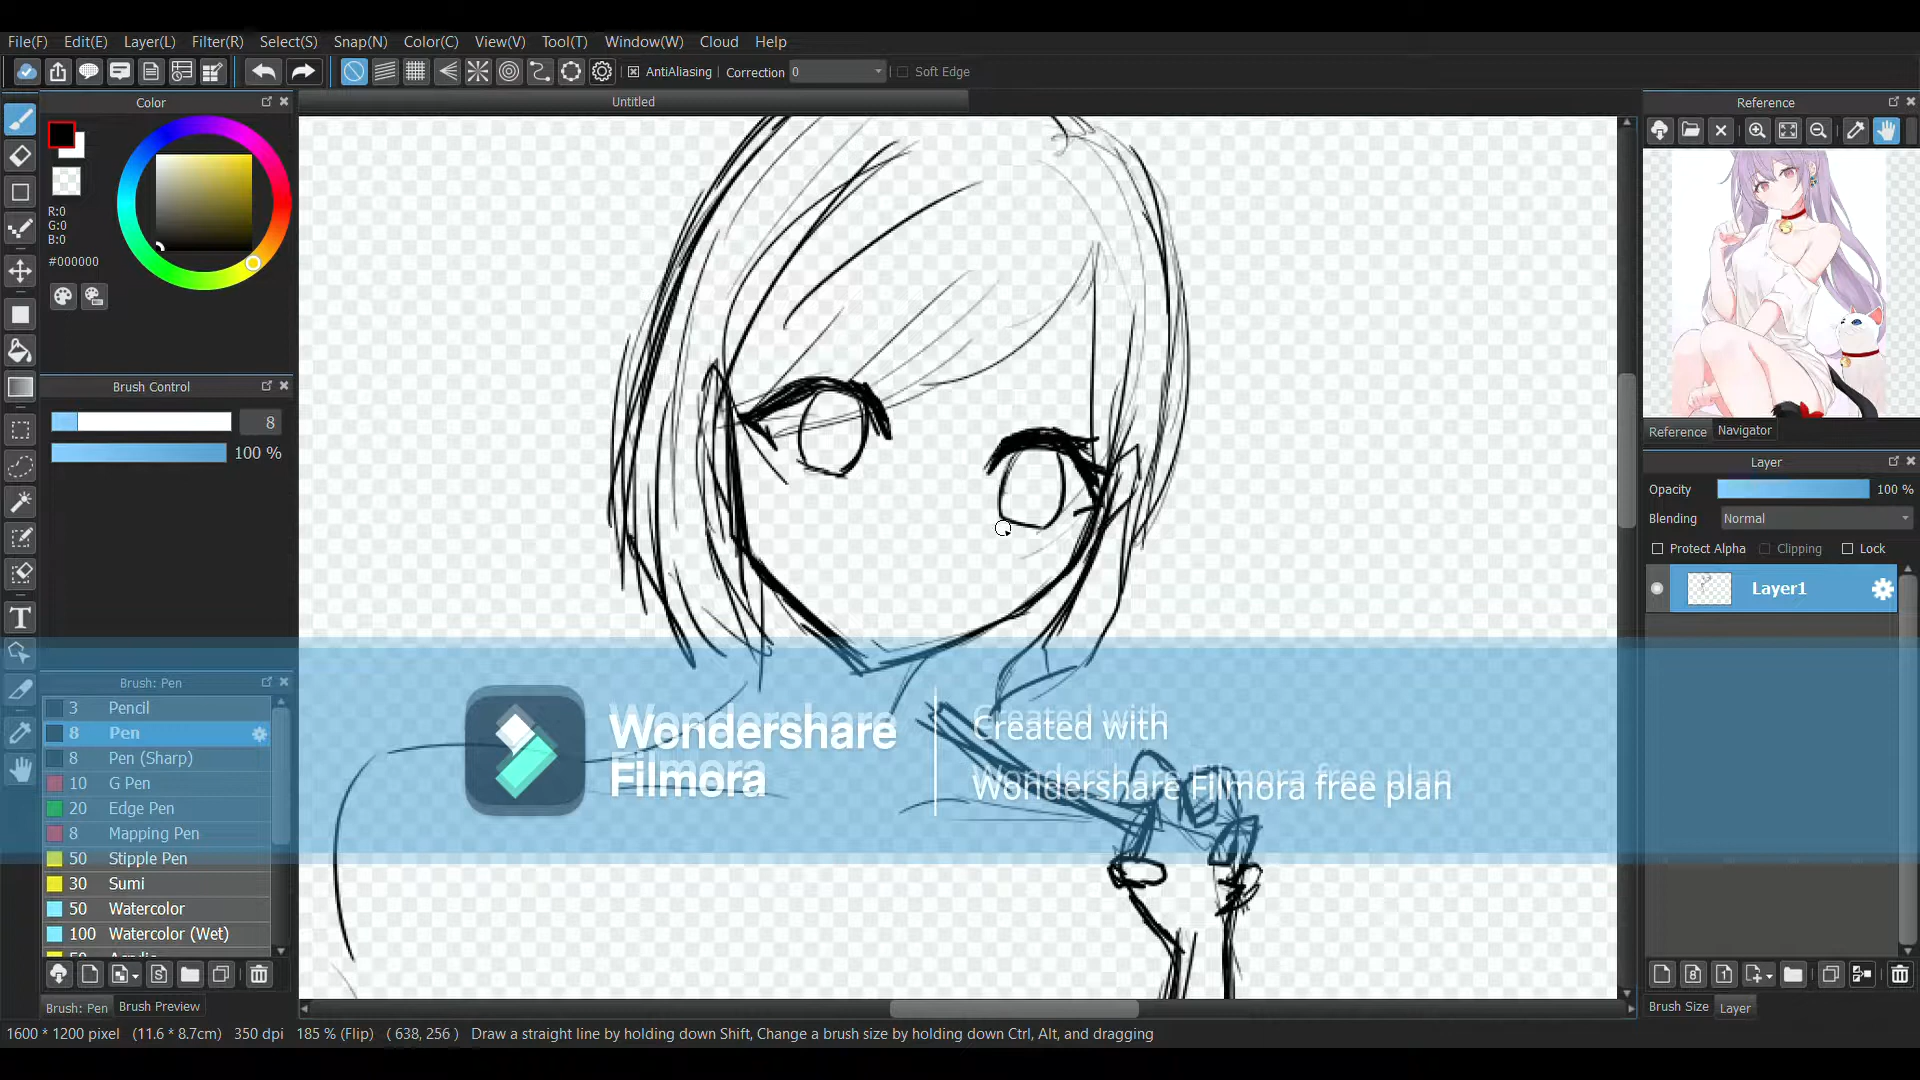 File(F) Edit(E) Layer(L) Filter(R) Select(S) Snap(N) Color(C) View(V) Tool(T) Window(W) Cloud Help
AntiAliasing Correction 0 Soft Edge
Color
Untitled
Reference
R:0
G:0
B:0
#000000
Brush Control
8
100 %
Reference Navigator
Layer
Opacity 100 %
Blending Normal
Protect Alpha Clipping Lock
Layer1
Brush: Pen
3 Pencil
8 Pen
8 Pen (Sharp)
10 G Pen
20 Edge Pen
8 Mapping Pen
50 Stipple Pen
30 Sumi
50 Watercolor
100 Watercolor (Wet)
Wondershare
Filmora
Created with
Wondershare Filmora free plan
Brush: Pen Brush Preview
Brush Size Layer
1600 * 1200 pixel (11.6 * 8.7cm) 350 dpi 185 % (Flip) ( 638, 256 ) Draw a straight line by holding down Shift, Change a brush size by holding down Ctrl, Alt, and dragging